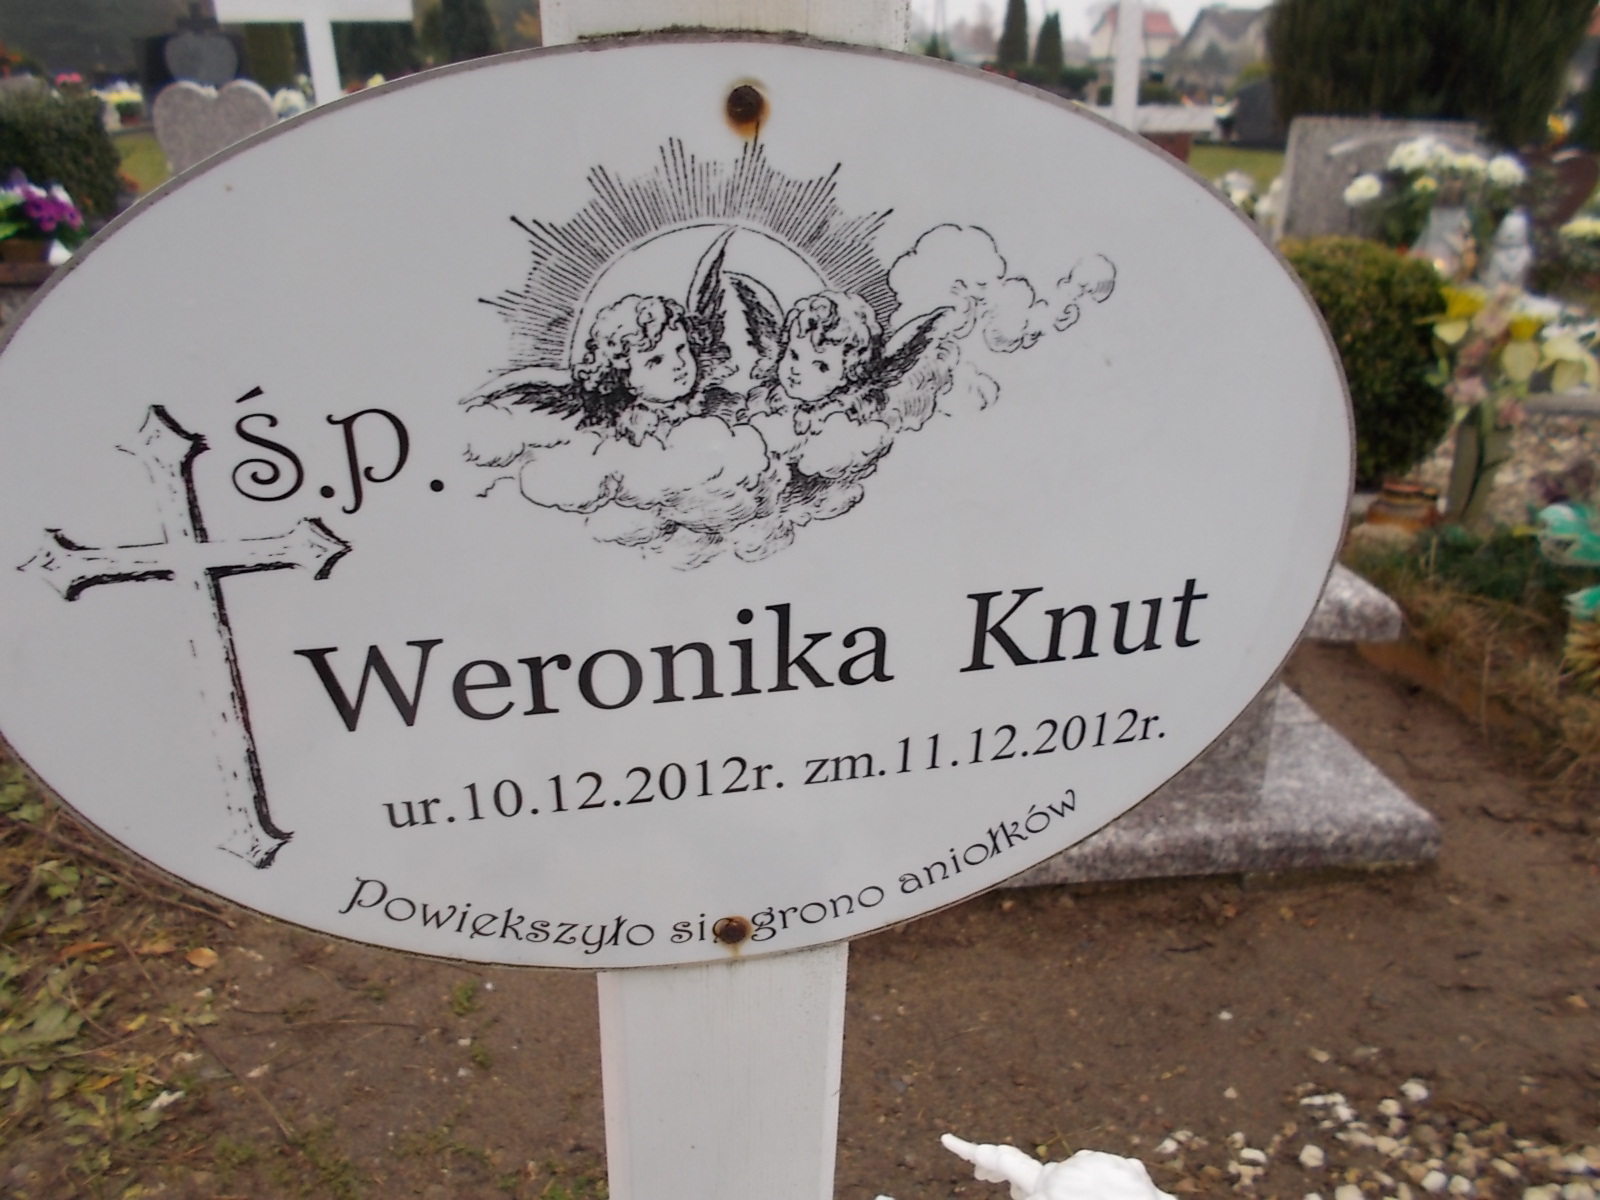 Ś.P.
Weronika Knut
ur.10.12.2012r. zm.11.12.2012r.
Powiększyło się grono aniołków